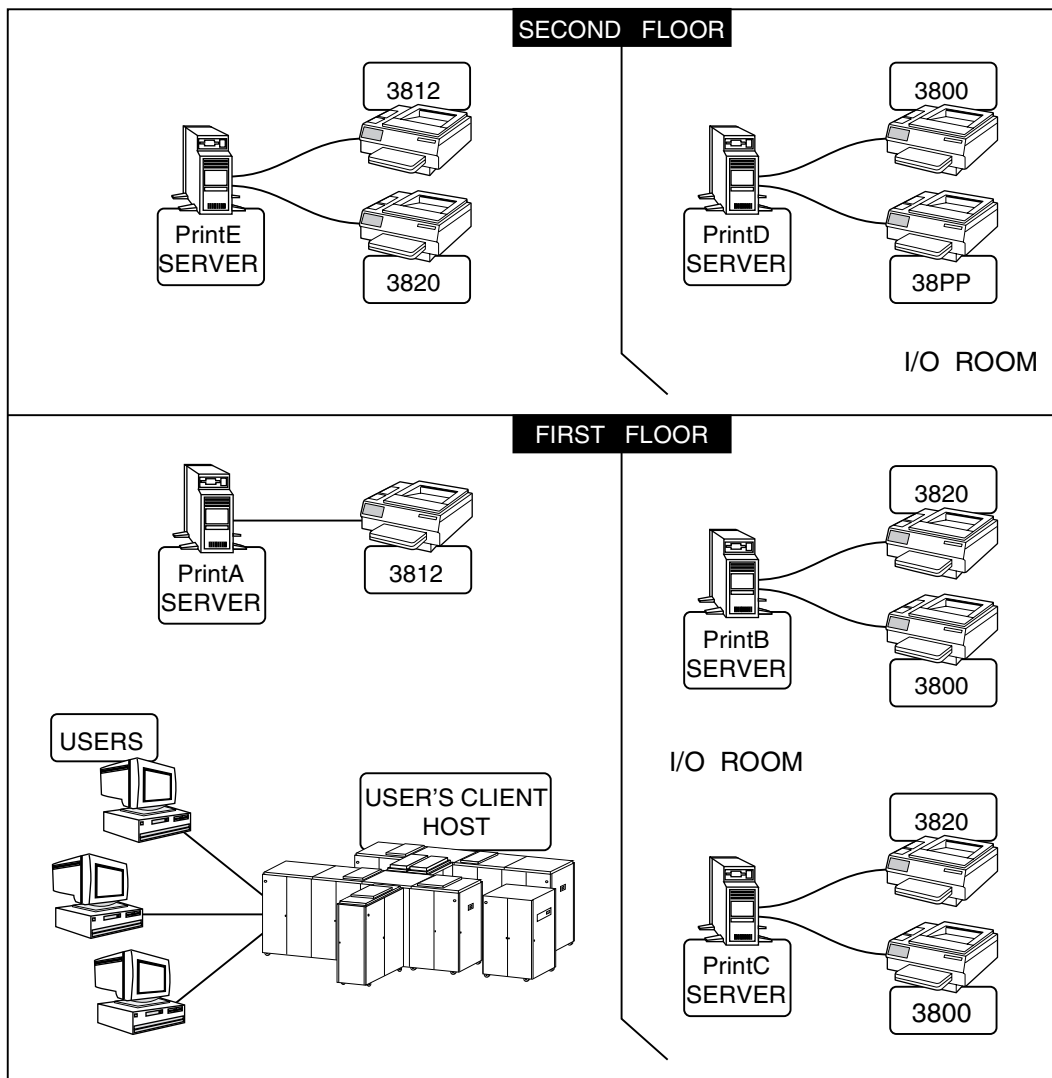 SECOND FLOOR
3812
PrintE
SERVER
3820
3800
PrintD
SERVER
38PP
I/O ROOM
FIRST FLOOR
PrintA
SERVER
3812
3820
PrintB
SERVER
3800
I/O ROOM
USERS
USER'S CLIENT
HOST
3820
PrintC
SERVER
3800